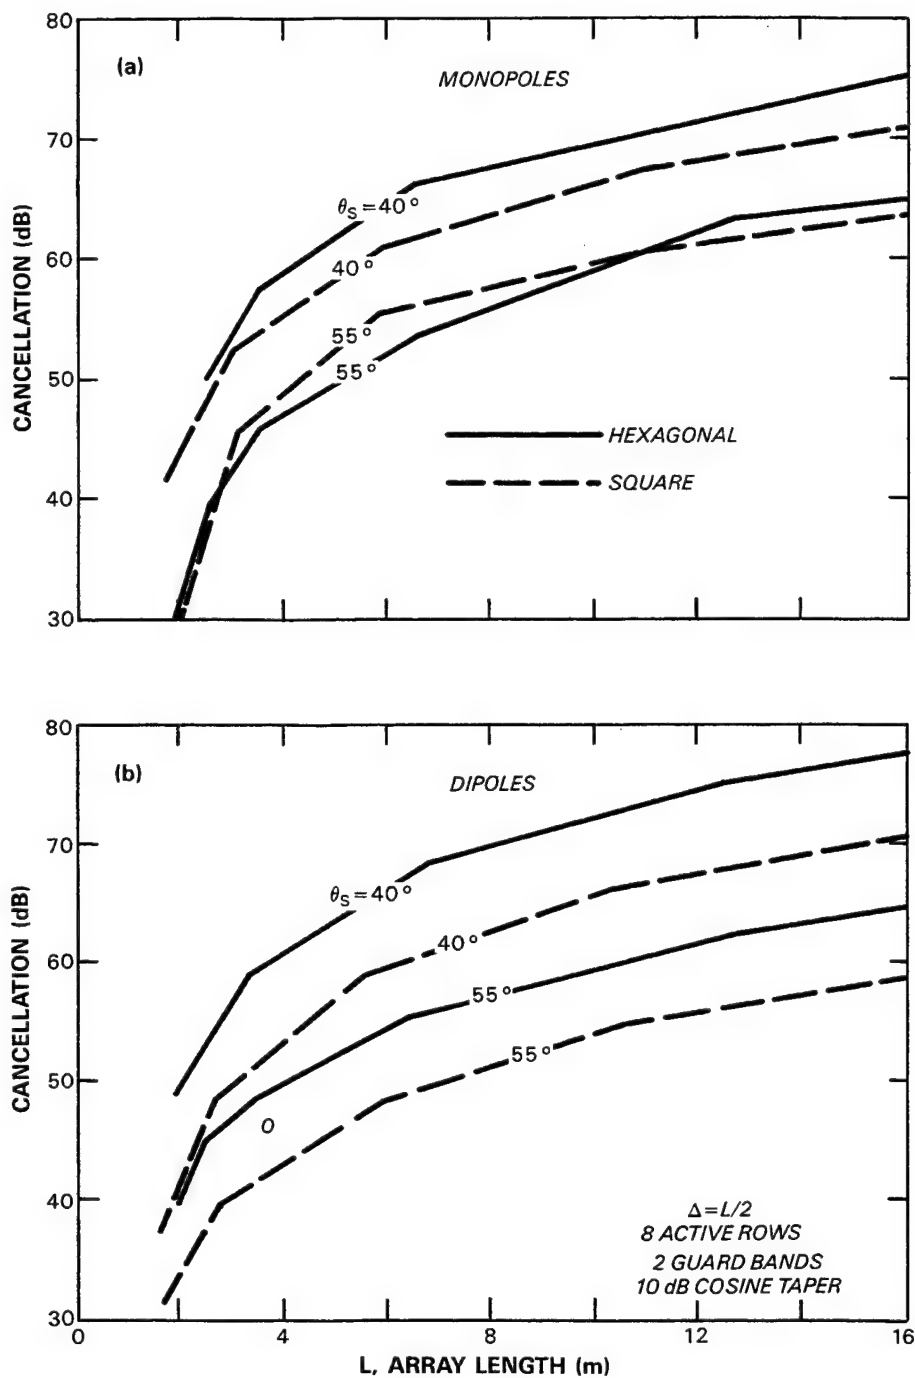 80
(a)
MONOPOLES
70
θS = 40°
60
40°
55°
50
55°
HEXAGONAL
40
SQUARE
30
CANCELLATION (dB)
80
(b)
DIPOLES
70
θS = 40°
40°
60
55°
55°
50
O
40
Δ = L/2
8 ACTIVE ROWS
2 GUARD BANDS
10 dB COSINE TAPER
30
CANCELLATION (dB)
0 4 8 12 16
L, ARRAY LENGTH (m)